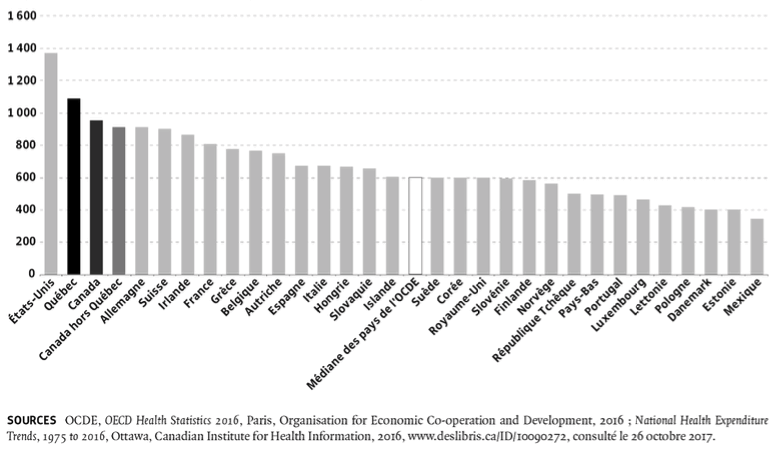 1 600
1 400
1 200
1 000
800
600
400
200
0
États-Unis
Québec
Canada
Canada hors Québec
Allemagne
Suisse
Irlande
France
Grèce
Belgique
Autriche
Espagne
Italie
Hongrie
Slovaquie
Islande
Médiane des pays de l'OCDE
Suède
Corée
Royaume-Uni
Slovénie
Finlande
Norvège
République Tchèque
Pays-Bas
Portugal
Luxembourg
Lettonie
Pologne
Danemark
Estonie
Mexique
SOURCES OCDE, OECD Health Statistics 2016, Paris, Organisation for Economic Co-operation and Development, 2016 ; National Health Expenditure
Trends, 1975 to 2016, Ottawa, Canadian Institute for Health Information, 2016, www.deslibris.ca/ID/10090272, consulté le 26 octobre 2017.